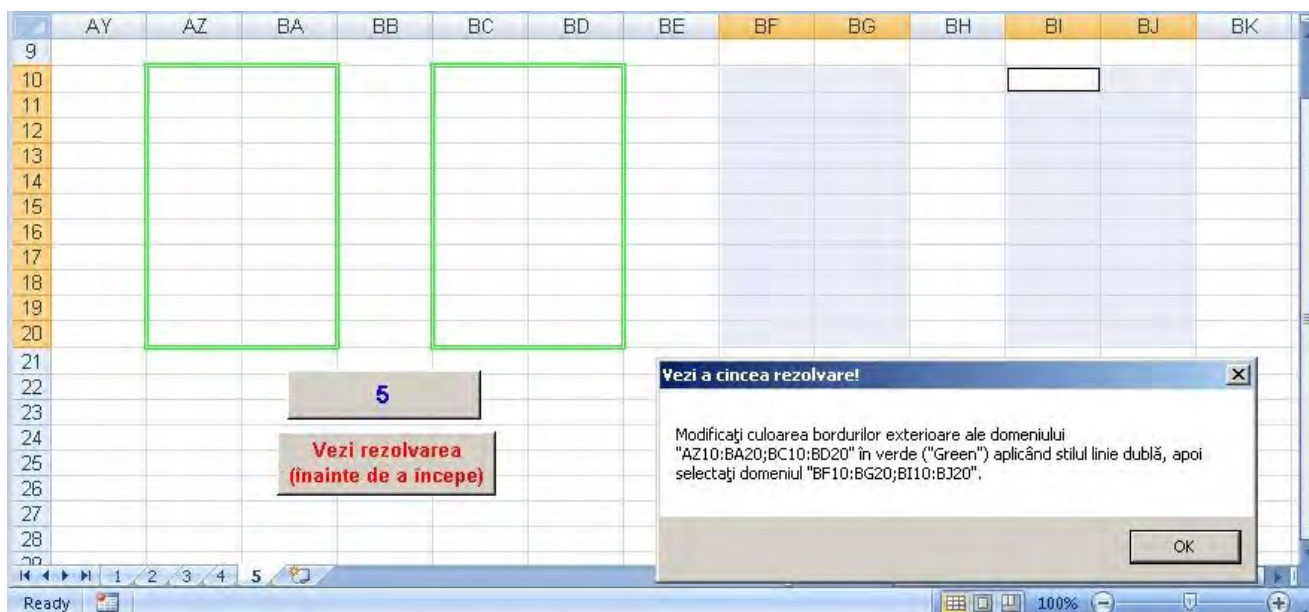 AY AZ BA BB BC BD BE BF BG BH BI BJ BK
9
10
11
12
13
14
15
16
17
18
19
20
21
22
23
24
25
26
27
28
29
5
Vezi rezolvarea
(înainte de a începe)
Vezi a cincea rezolvare!
Modificaţi culoarea bordurilor exterioare ale domeniului
"AZ10:BA20;BC10:BD20" în verde ("Green") aplicând stilul linie dublă, apoi
selectaţi domeniul "BF10:BG20;BI10:BJ20".
OK
1 2 3 4 5
Ready 100%